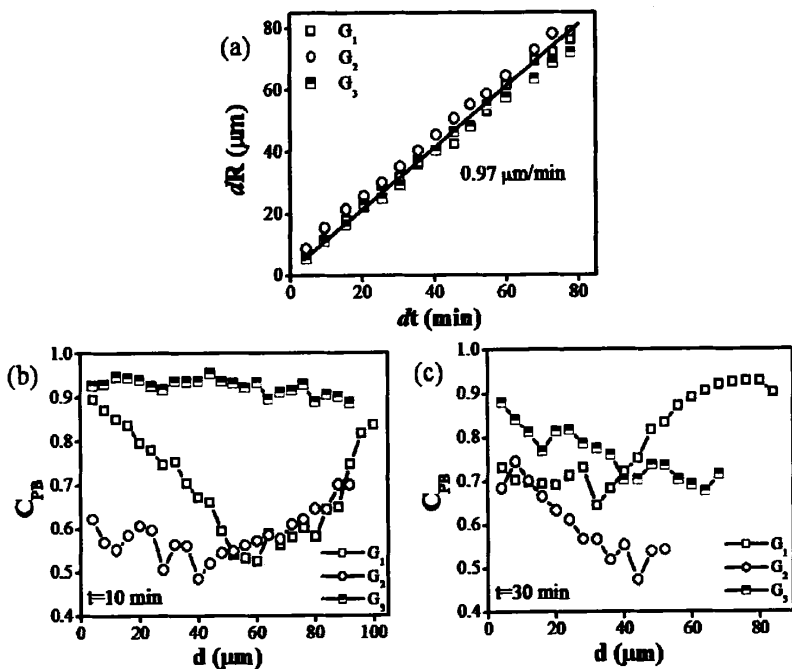 (a)
G₁
G₂
G₃
dR (μm)
80
60
40
20
0
0.97 μm/min
0 20 40 60 80
dt (min)
(b)
C_PB
1.0
0.9
0.8
0.7
0.6
0.5
0.4
t=10 min
G₁
G₂
G₃
0 20 40 60 80 100
d (μm)
(c)
C_PB
1.0
0.9
0.8
0.7
0.6
0.5
0.4
t=30 min
G₁
G₂
G₃
0 20 40 60 80
d (μm)